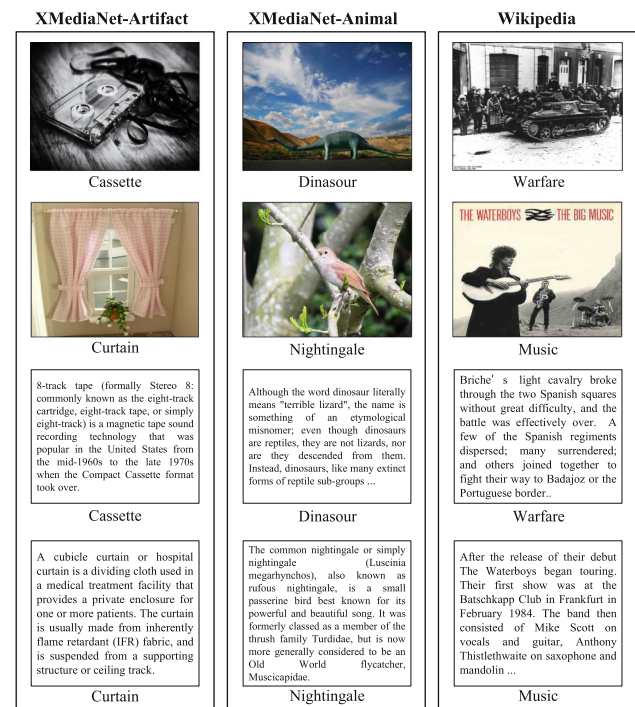 XMediaNet-Artifact
XMediaNet-Animal
Wikipedia
Cassette
Dinasour
Warfare
THE WATERBOYS THE BIG MUSIC
Curtain
Nightingale
Music
8-track tape (formally Stereo 8:
commonly known as the eight-track
cartridge, eight-track tape, or simply
eight-track) is a magnetic tape sound
recording technology that was
popular in the United States from
the mid-1960s to the late 1970s
when the Compact Cassette format
took over.
Cassette
Although the word dinosaur literally
means "terrible lizard", the name is
something of an etymological
misnomer; even though dinosaurs
are reptiles, they are not lizards, nor
are they descended from them.
Instead, dinosaurs, like many extinct
forms of reptile sub-groups ...
Dinasour
Briche's light cavalry broke
through the two Spanish squares
without great difficulty, and the
battle was effectively over. A
few of the Spanish regiments
dispersed; many surrendered;
and others joined together to
fight their way to Badajoz or the
Portuguese border..
Warfare
A cubicle curtain or hospital
curtain is a dividing cloth used in
a medical treatment facility that
provides a private enclosure for
one or more patients. The curtain
is usually made from inherently
flame retardant (IFR) fabric, and
is suspended from a supporting
structure or ceiling track.
Curtain
The common nightingale or simply
nightingale (Luscinia
megarhynchos), also known as
rufous nightingale, is a small
passerine bird best known for its
powerful and beautiful song. It was
formerly classed as a member of the
thrush family Turdidae, but is now
more generally considered to be an
Old World flycatcher,
Muscicapidae.
Nightingale
After the release of their debut
The Waterboys began touring.
Their first show was at the
Batschkapp Club in Frankfurt in
February 1984. The band then
consisted of Mike Scott on
vocals and guitar, Anthony
Thistlethwaite on saxophone and
mandolin ...
Music